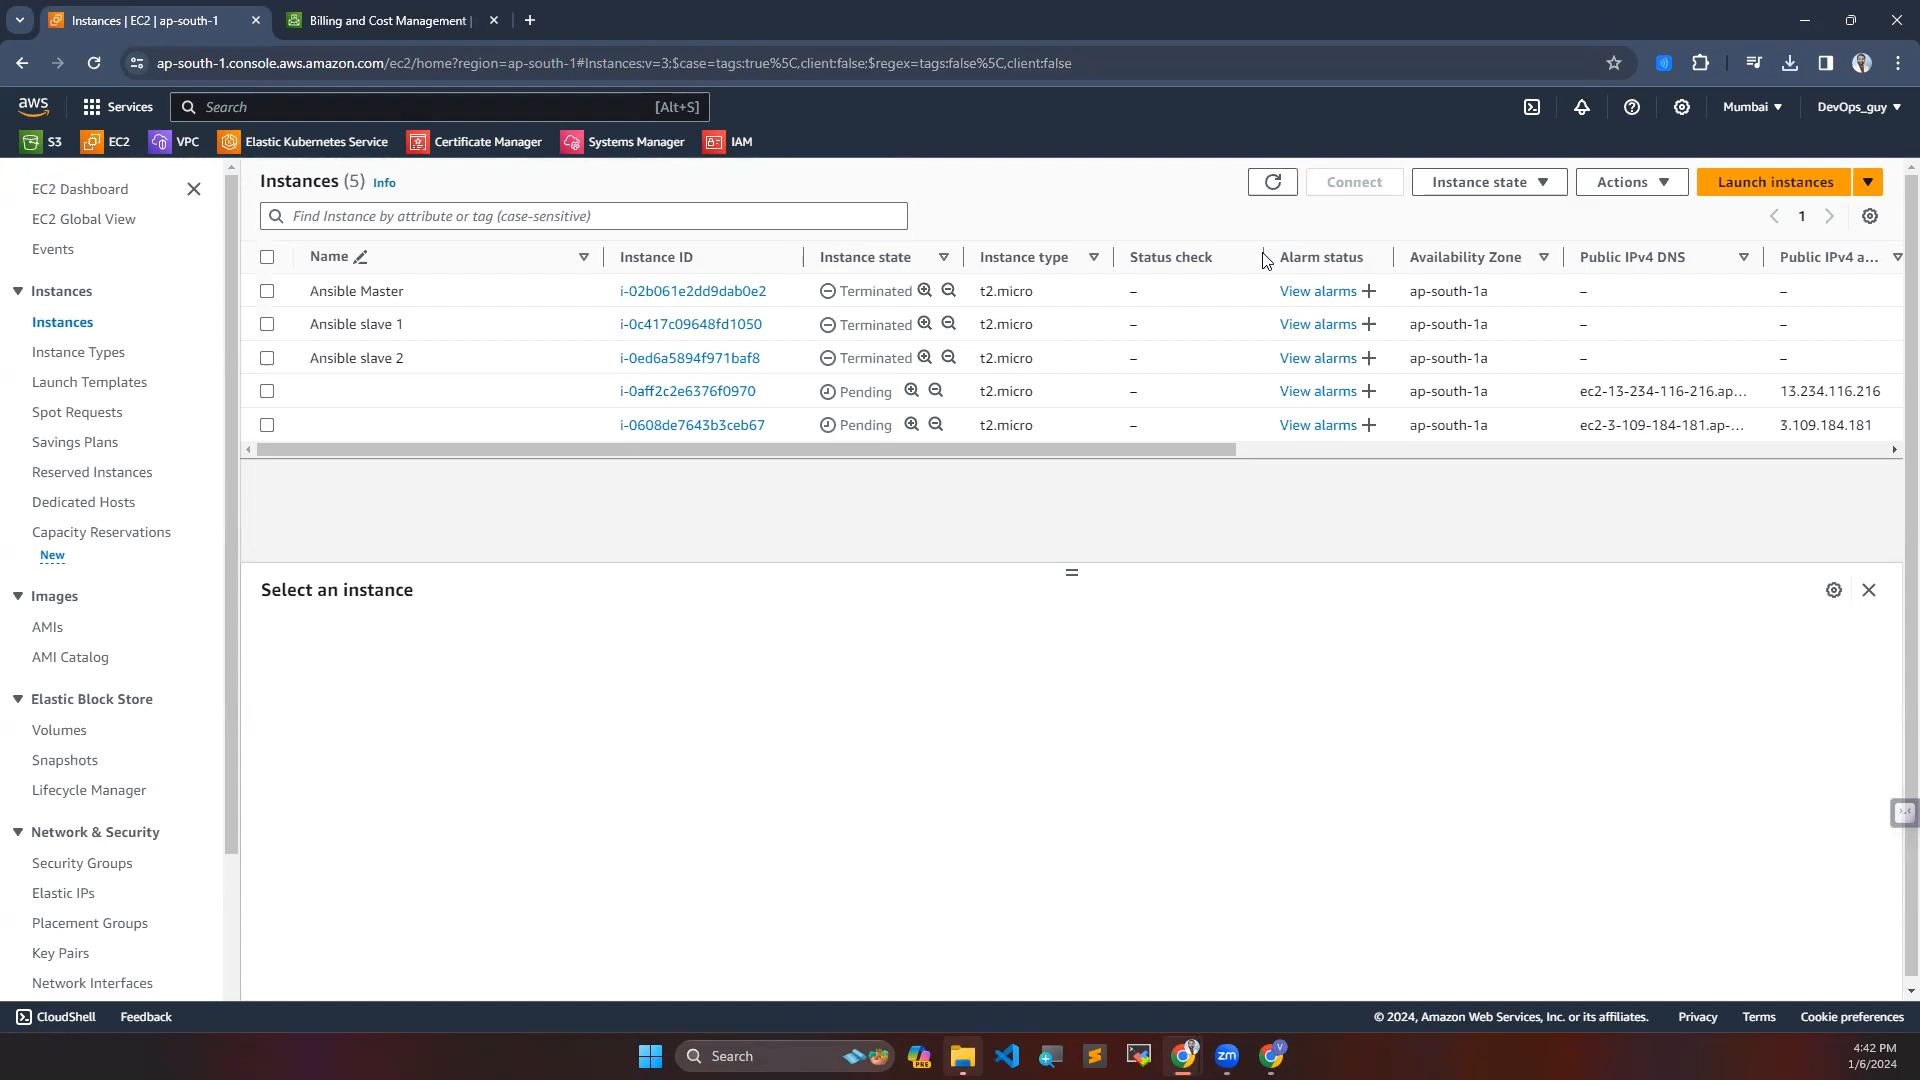 Instances | EC2 | ap-south-1
Billing and Cost Management |
ap-south-1.console.aws.amazon.com/ec2/home?region=ap-south-1#Instances:v=3;$case=tags:true%5C,client:false;$regex=tags:false%5C,client:false
aws Services Search [Alt+S] Mumbai DevOps_guy
S3 EC2 VPC Elastic Kubernetes Service Certificate Manager Systems Manager IAM
EC2 Dashboard
EC2 Global View
Events
Instances
Instances
Instance Types
Launch Templates
Spot Requests
Savings Plans
Reserved Instances
Dedicated Hosts
Capacity Reservations
New
Images
AMIs
AMI Catalog
Elastic Block Store
Volumes
Snapshots
Lifecycle Manager
Network & Security
Security Groups
Elastic IPs
Placement Groups
Key Pairs
Network Interfaces
Instances (5) Info
Connect Instance state Actions Launch instances
Find Instance by attribute or tag (case-sensitive)
1
Name Instance ID Instance state Instance type Status check Alarm status Availability Zone Public IPv4 DNS Public IPv4 a...
Ansible Master i-02b061e2dd9dab0e2 Terminated t2.micro – View alarms + ap-south-1a – –
Ansible slave 1 i-0c417c09648fd1050 Terminated t2.micro – View alarms + ap-south-1a – –
Ansible slave 2 i-0ed6a5894f971baf8 Terminated t2.micro – View alarms + ap-south-1a – –
i-0aff2c2e6376f0970 Pending t2.micro – View alarms + ap-south-1a ec2-13-234-116-216.ap... 13.234.116.216
i-0608de7643b3ceb67 Pending t2.micro – View alarms + ap-south-1a ec2-3-109-184-181.ap-... 3.109.184.181
Select an instance
CloudShell Feedback © 2024, Amazon Web Services, Inc. or its affiliates. Privacy Terms Cookie preferences
Search
PRE
zm
V
4:42 PM
1/6/2024